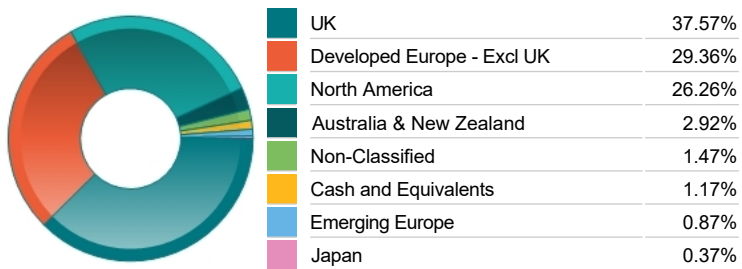 UK 37.57%
Developed Europe - Excl UK 29.36%
North America 26.26%
Australia & New Zealand 2.92%
Non-Classified 1.47%
Cash and Equivalents 1.17%
Emerging Europe 0.87%
Japan 0.37%